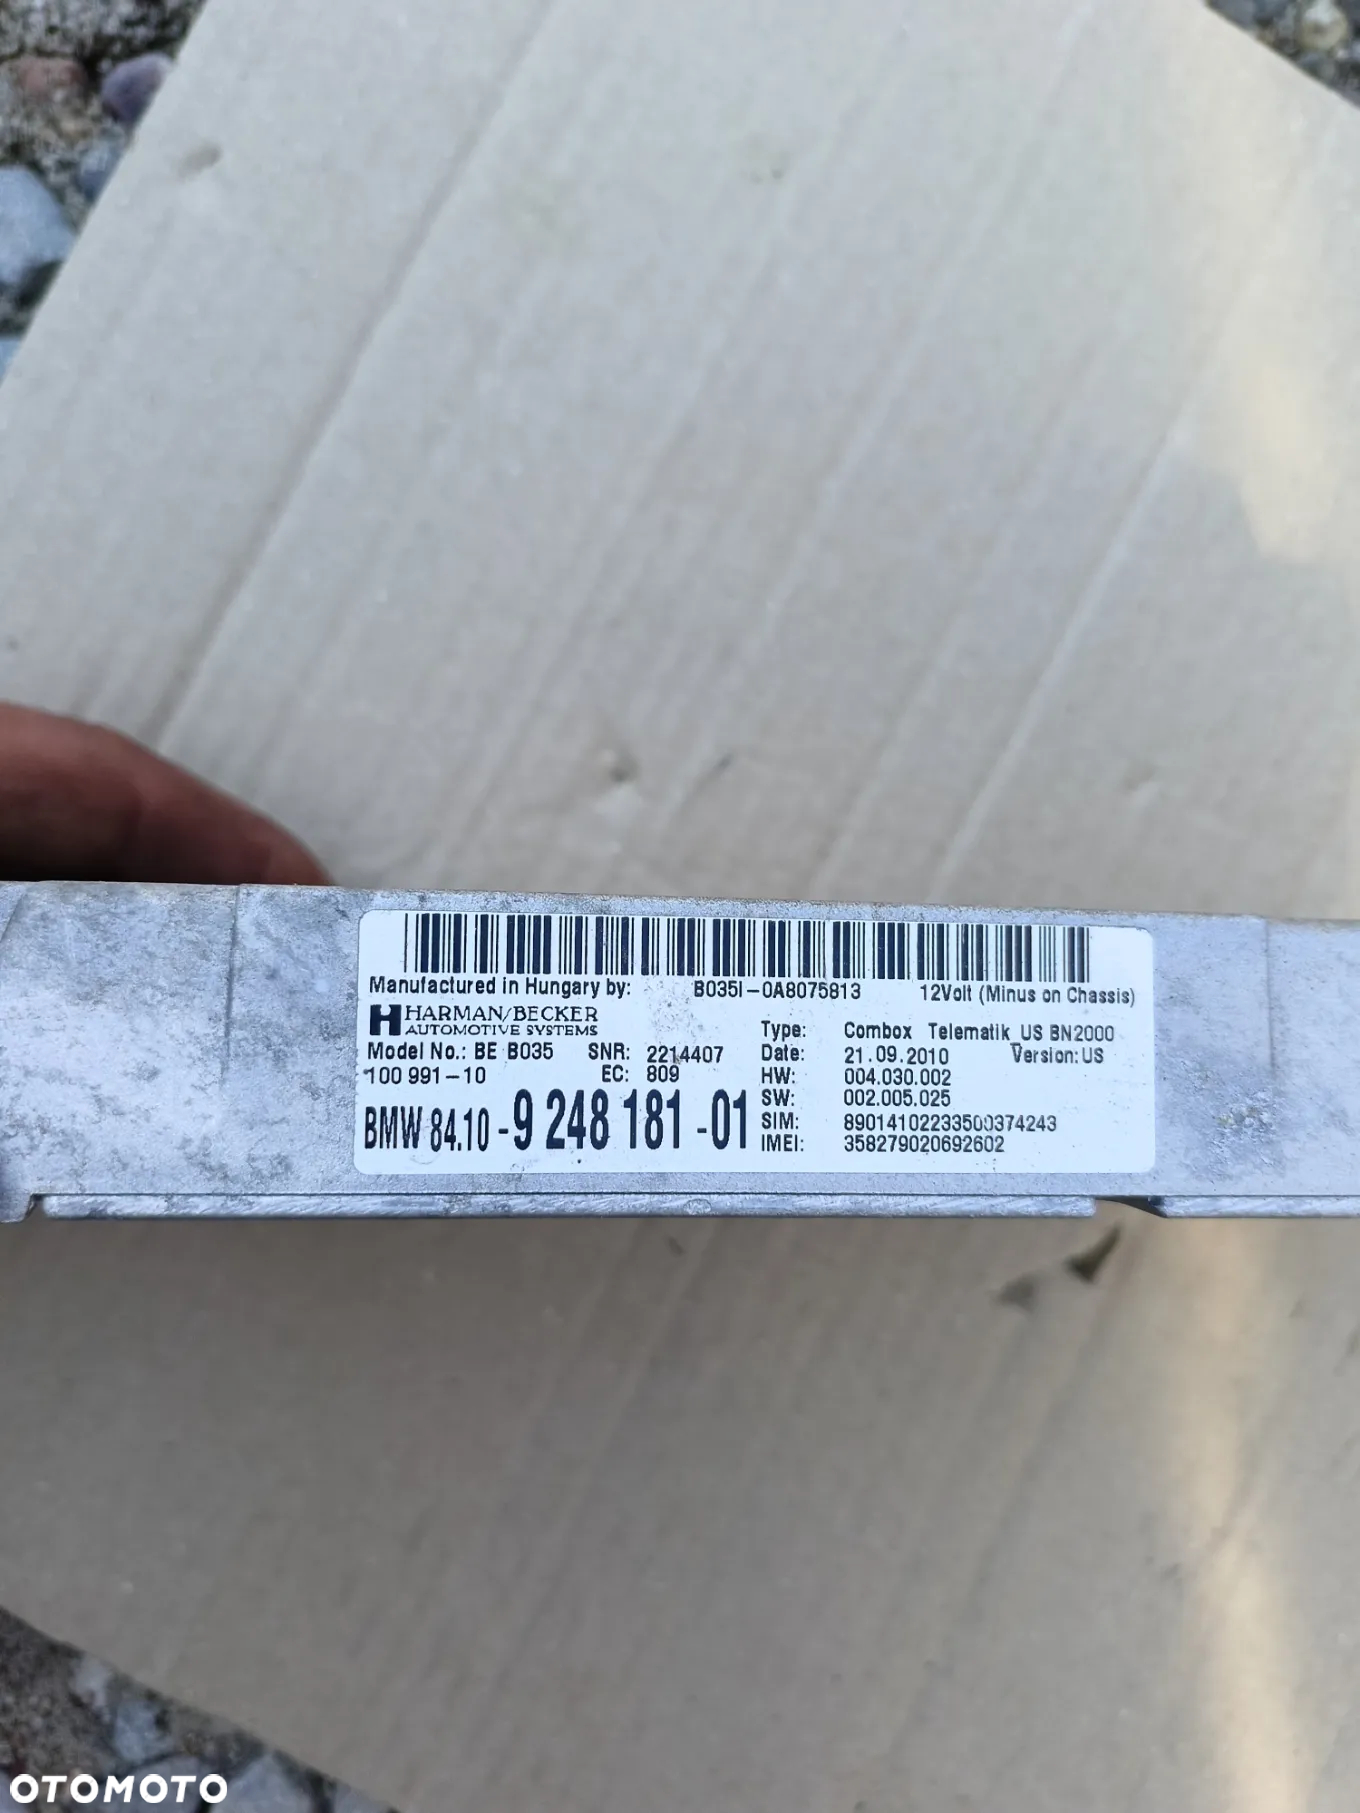 Manufactured in Hungary by: B035I-0A8075813 12Volt (Minus on Chassis)
HARMAN/BECKER
AUTOMOTIVE SYSTEMS
Model No.: BE B035 SNR: 2214407
100 991-10 EC: 809
BMW 84.10 - 9 248 181 - 01
Type: Combox Telematik US BN2000
Date: 21.09.2010 Version: US
HW: 004.030.002
SW: 002.005.025
SIM: 89014102233500374243
IMEI: 358279020692602
OTOMOTO